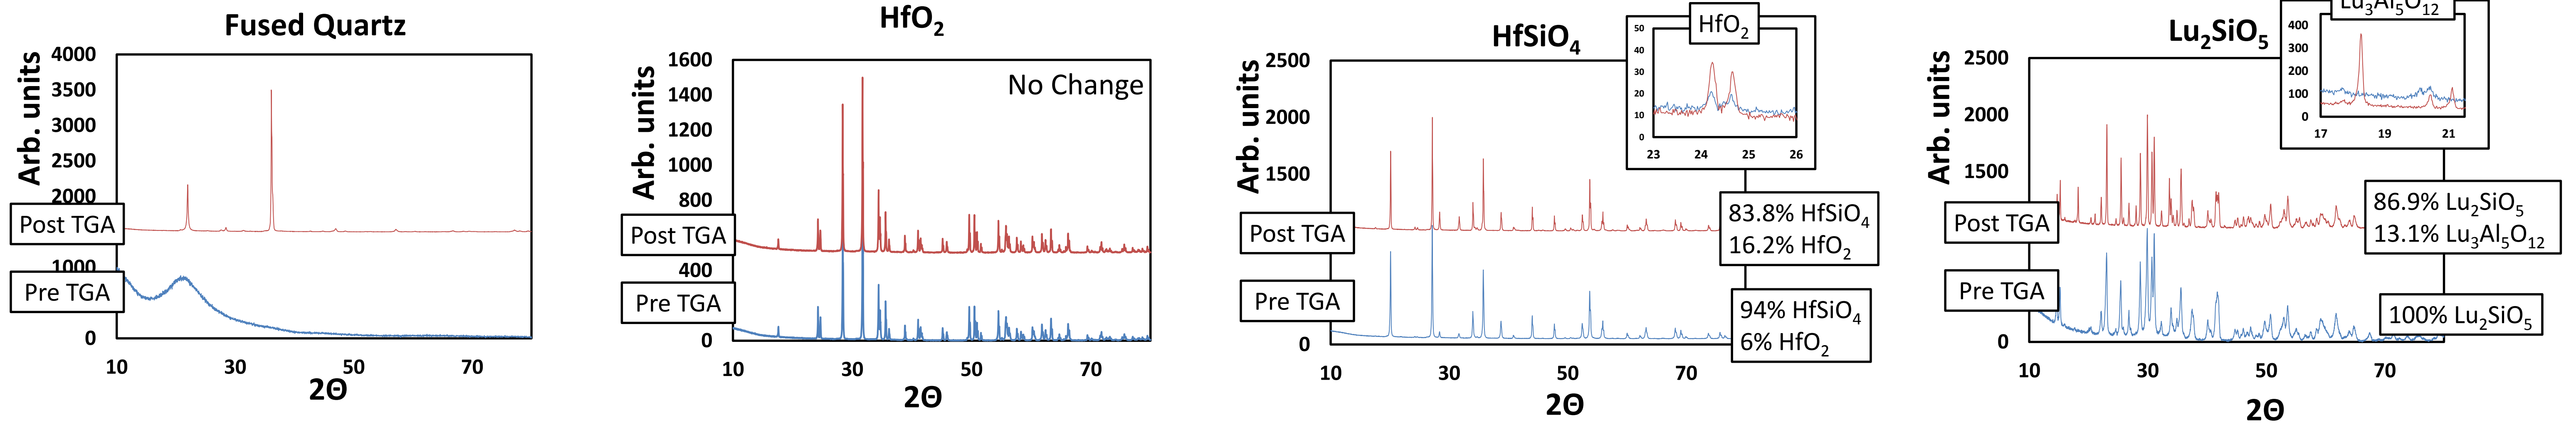 Fused Quartz
Arb. units
4000
3500
3000
2500
2000
1000
0
Post TGA
Pre TGA
10 30 50 70
2Θ
HfO₂
Arb. units
1600
1400
1200
1000
800
400
0
No Change
Post TGA
Pre TGA
10 30 50 70
2Θ
HfSiO₄
Arb. units
2500
2000
1500
0
Post TGA
Pre TGA
10 30 50 70
2Θ
HfO₂
50
40
30
20
10
0
23 24 25 26
83.8% HfSiO₄
16.2% HfO₂
94% HfSiO₄
6% HfO₂
Lu₂SiO₅
Arb. units
2500
2000
1500
0
Post TGA
Pre TGA
10 30 50 70
2Θ
Lu₃Al₅O₁₂
400
300
200
100
0
17 19 21
86.9% Lu₂SiO₅
13.1% Lu₃Al₅O₁₂
100% Lu₂SiO₅